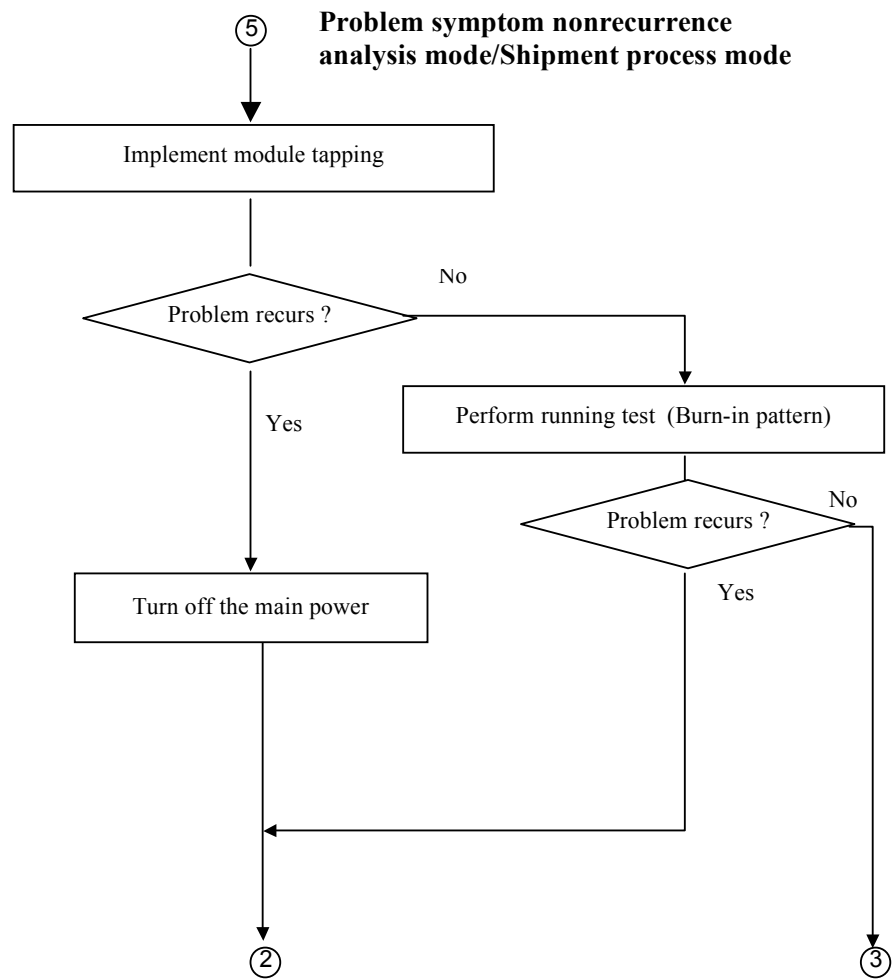 5
Problem symptom nonrecurrence
analysis mode/Shipment process mode
Implement module tapping
No
Problem recurs ?
Perform running test (Burn-in pattern)
Yes
No
Problem recurs ?
Yes
Turn off the main power
2
3